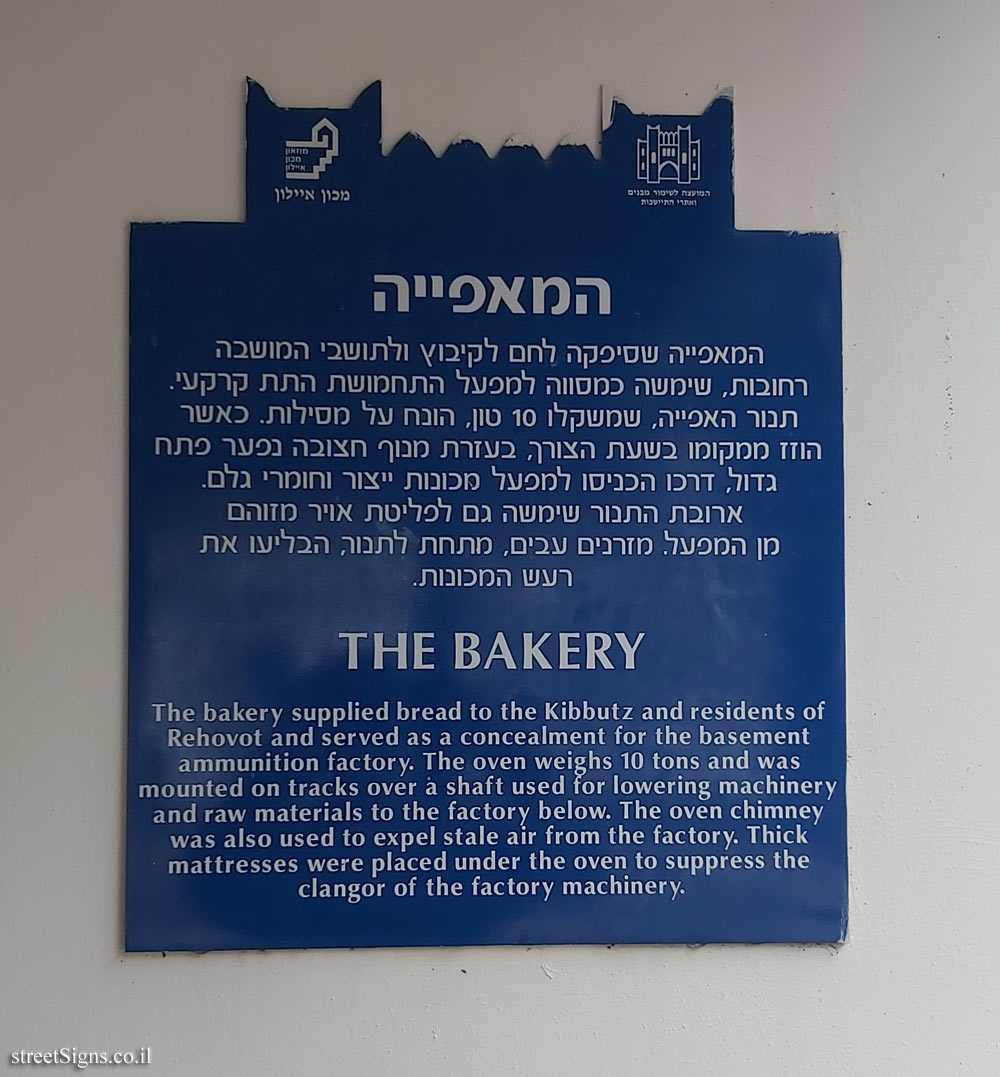 מוזאון
מכון
איילון
מכון איילון
המועצה לשימור מבנים
ואתרי התיישבות
המאפייה
המאפייה שסיפקה לחם לקיבוץ ולתושבי המושבה
רחובות, שימשה כמסווה למפעל התחמושת התת קרקעי.
תנור האפייה, שמשקלו 10 טון, הונח על מסילות. כאשר
הוזז ממקומו בשעת הצורך, בעזרת מנוף חצובה נפער פתח
גדול, דרכו הכניסו למפעל מכונות ייצור וחומרי גלם.
ארובת התנור שימשה גם לפליטת אויר מזוהם
מן המפעל. מזרנים עבים, מתחת לתנור, הבליעו את
רעש המכונות.
THE BAKERY
The bakery supplied bread to the Kibbutz and residents of
Rehovot and served as a concealment for the basement
ammunition factory. The oven weighs 10 tons and was
mounted on tracks over a shaft used for lowering machinery
and raw materials to the factory below. The oven chimney
was also used to expel stale air from the factory. Thick
mattresses were placed under the oven to suppress the
clangor of the factory machinery.
streetSigns.co.il